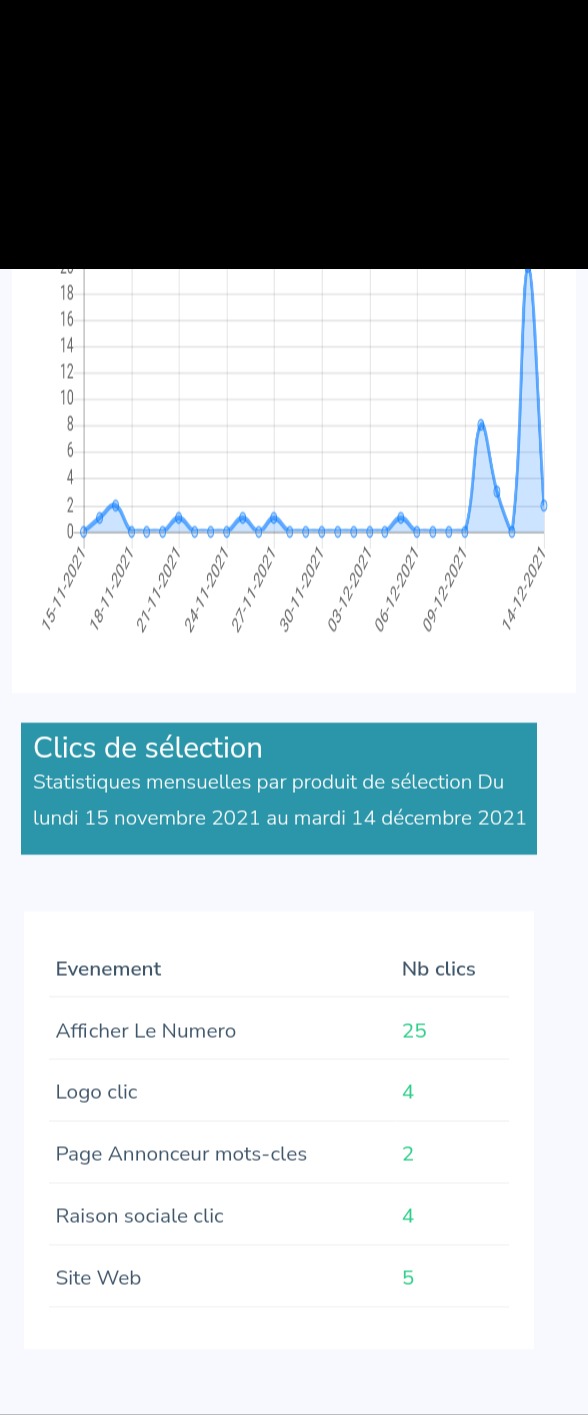 18
16
14
12
10
8
6
4
2
0
15-11-2021
18-11-2021
21-11-2021
24-11-2021
27-11-2021
30-11-2021
03-12-2021
06-12-2021
09-12-2021
14-12-2021
Clics de sélection
Statistiques mensuelles par produit de sélection Du
lundi 15 novembre 2021 au mardi 14 décembre 2021
Evenement Nb clics
Afficher Le Numero 25
Logo clic 4
Page Annonceur mots-cles 2
Raison sociale clic 4
Site Web 5